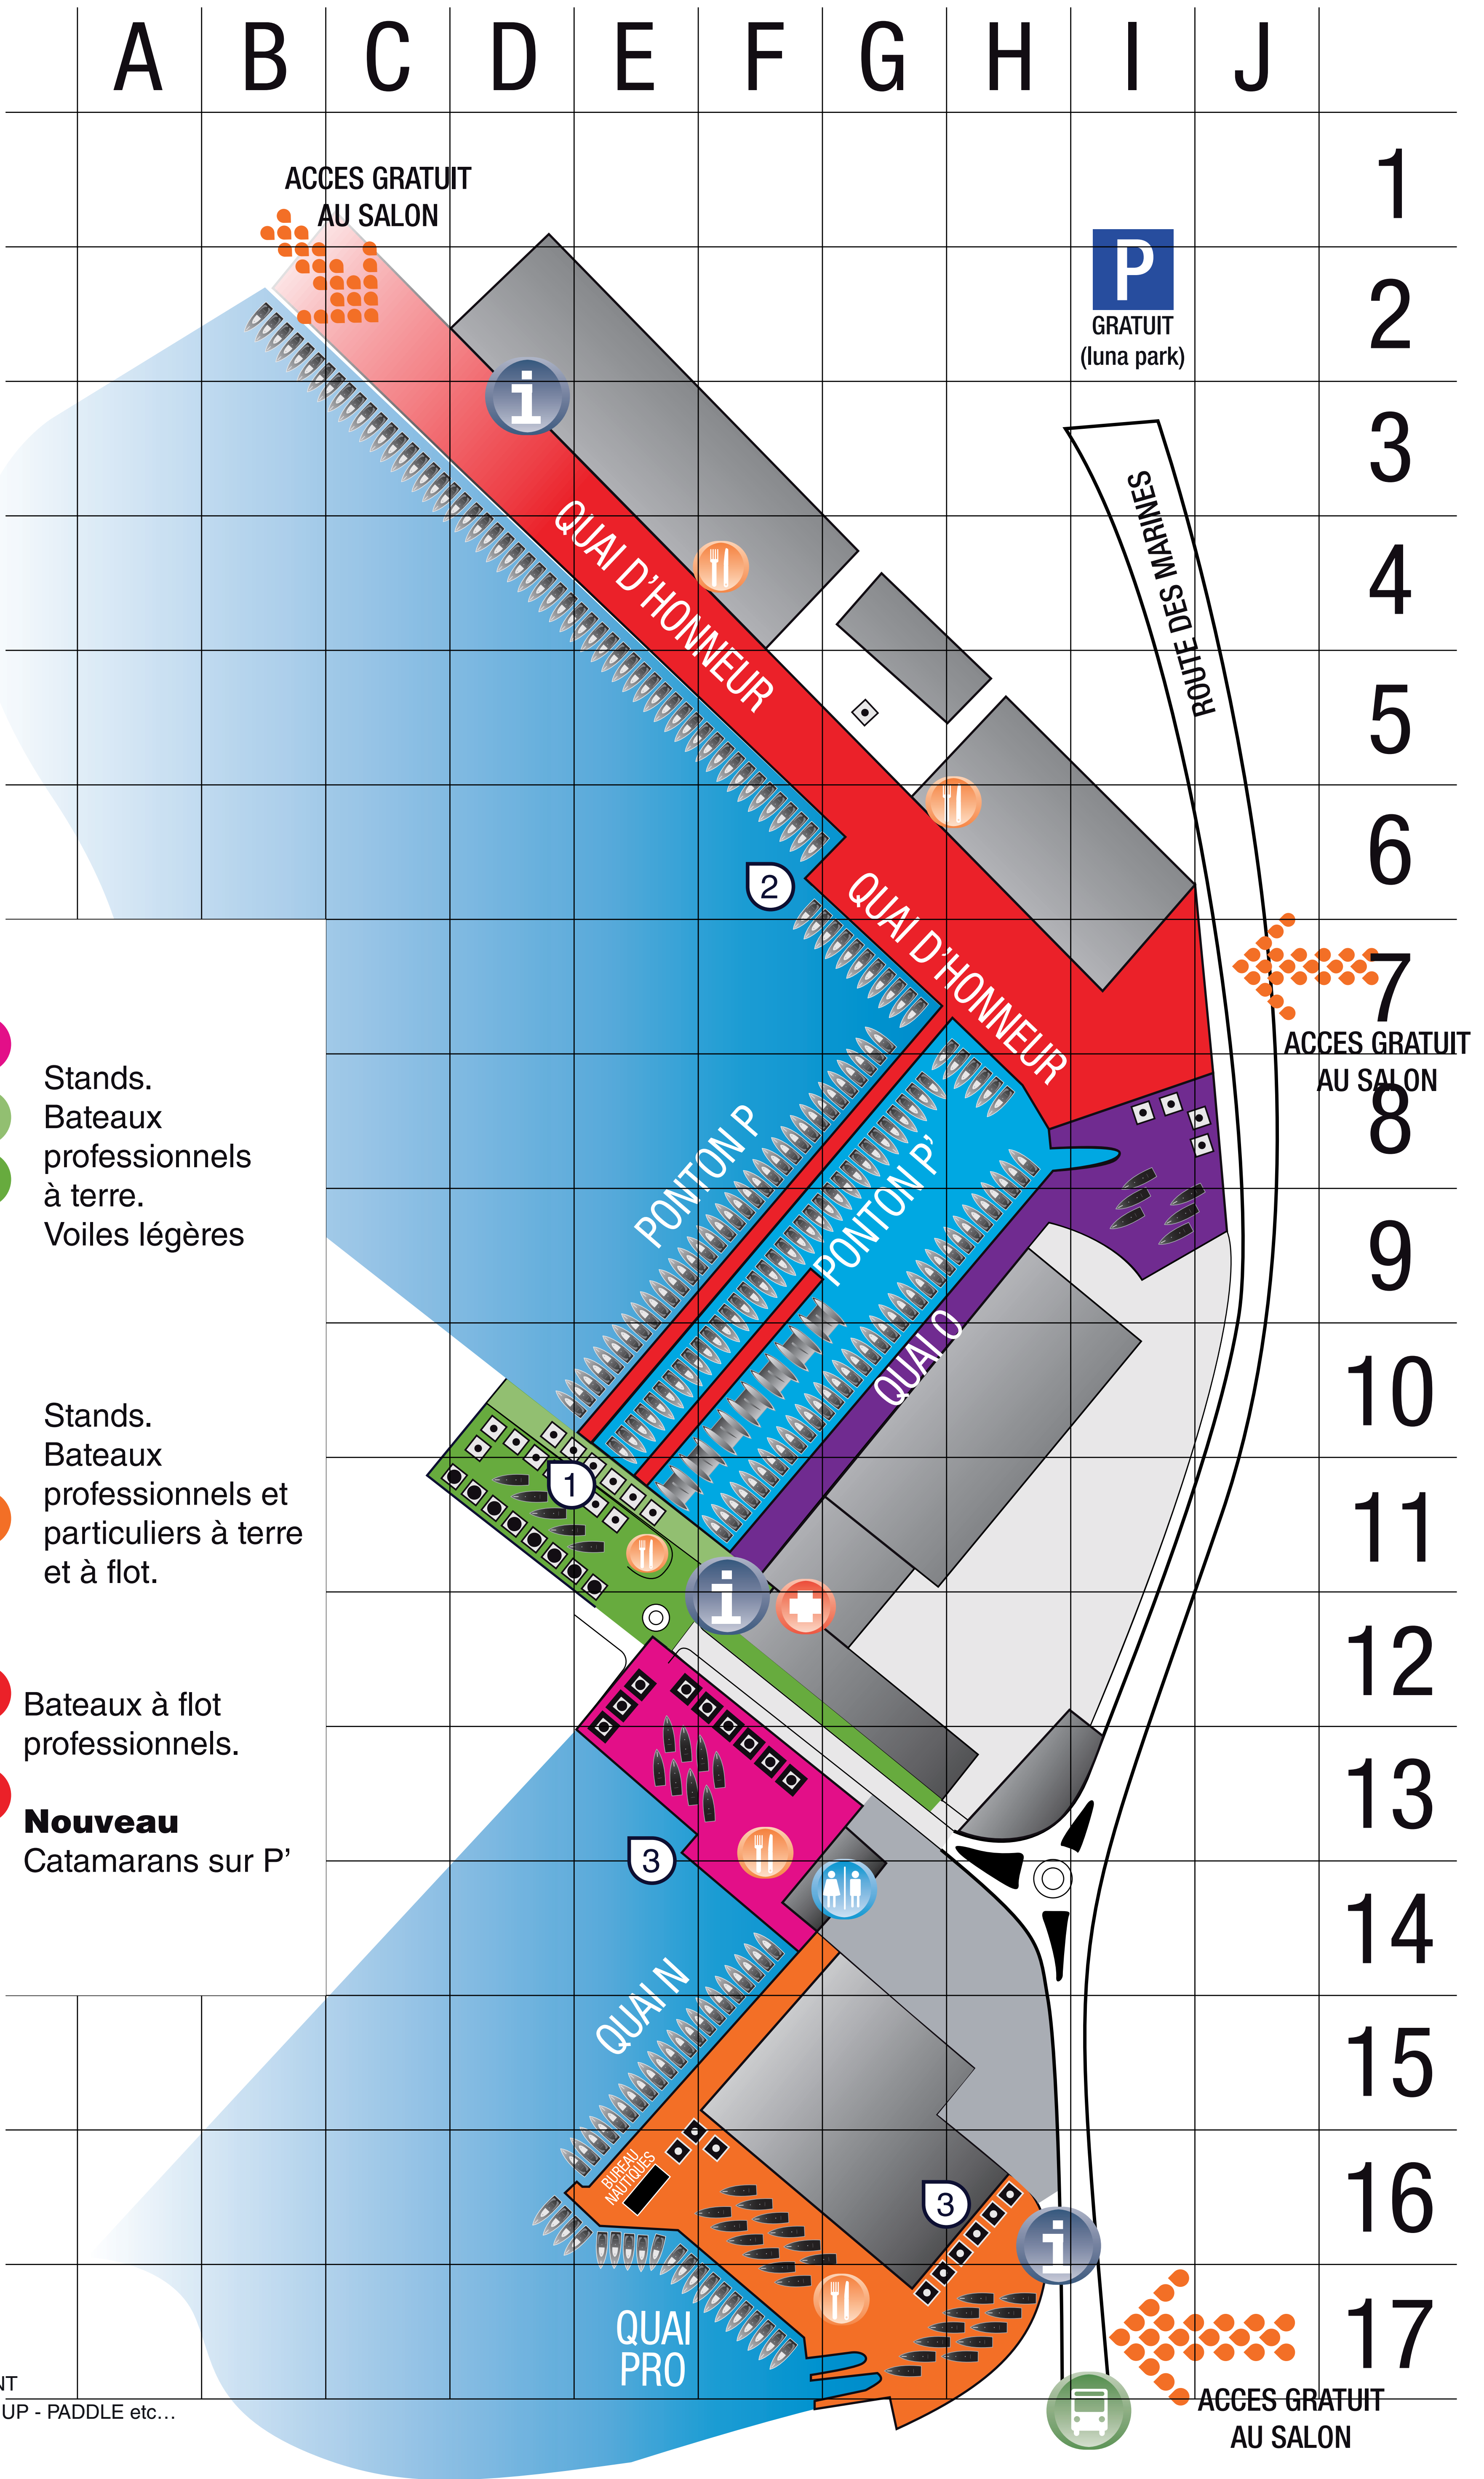 A B C D E F G H I J
1
ACCES GRATUIT
AU SALON
P
GRATUIT
(luna park)
2
i
3
ROUTE DES MARINES
QUAI D'HONNEUR
4
5
6
2
QUAI D'HONNEUR
7
ACCES GRATUIT
AU SALON
Stands.
Bateaux
professionnels
à terre.
Voiles légères
8
PONTON P
PONTON P'
9
QUAI O
10
Stands.
Bateaux
professionnels et
particuliers à terre
et à flot.
1
11
i
12
Bateaux à flot
professionnels.
Nouveau
Catamarans sur P'
13
3
14
QUAI N
15
BUREAU
NAUTIQUES
3
16
i
QUAI
PRO
17
ACCES GRATUIT
AU SALON
NT
UP - PADDLE etc...